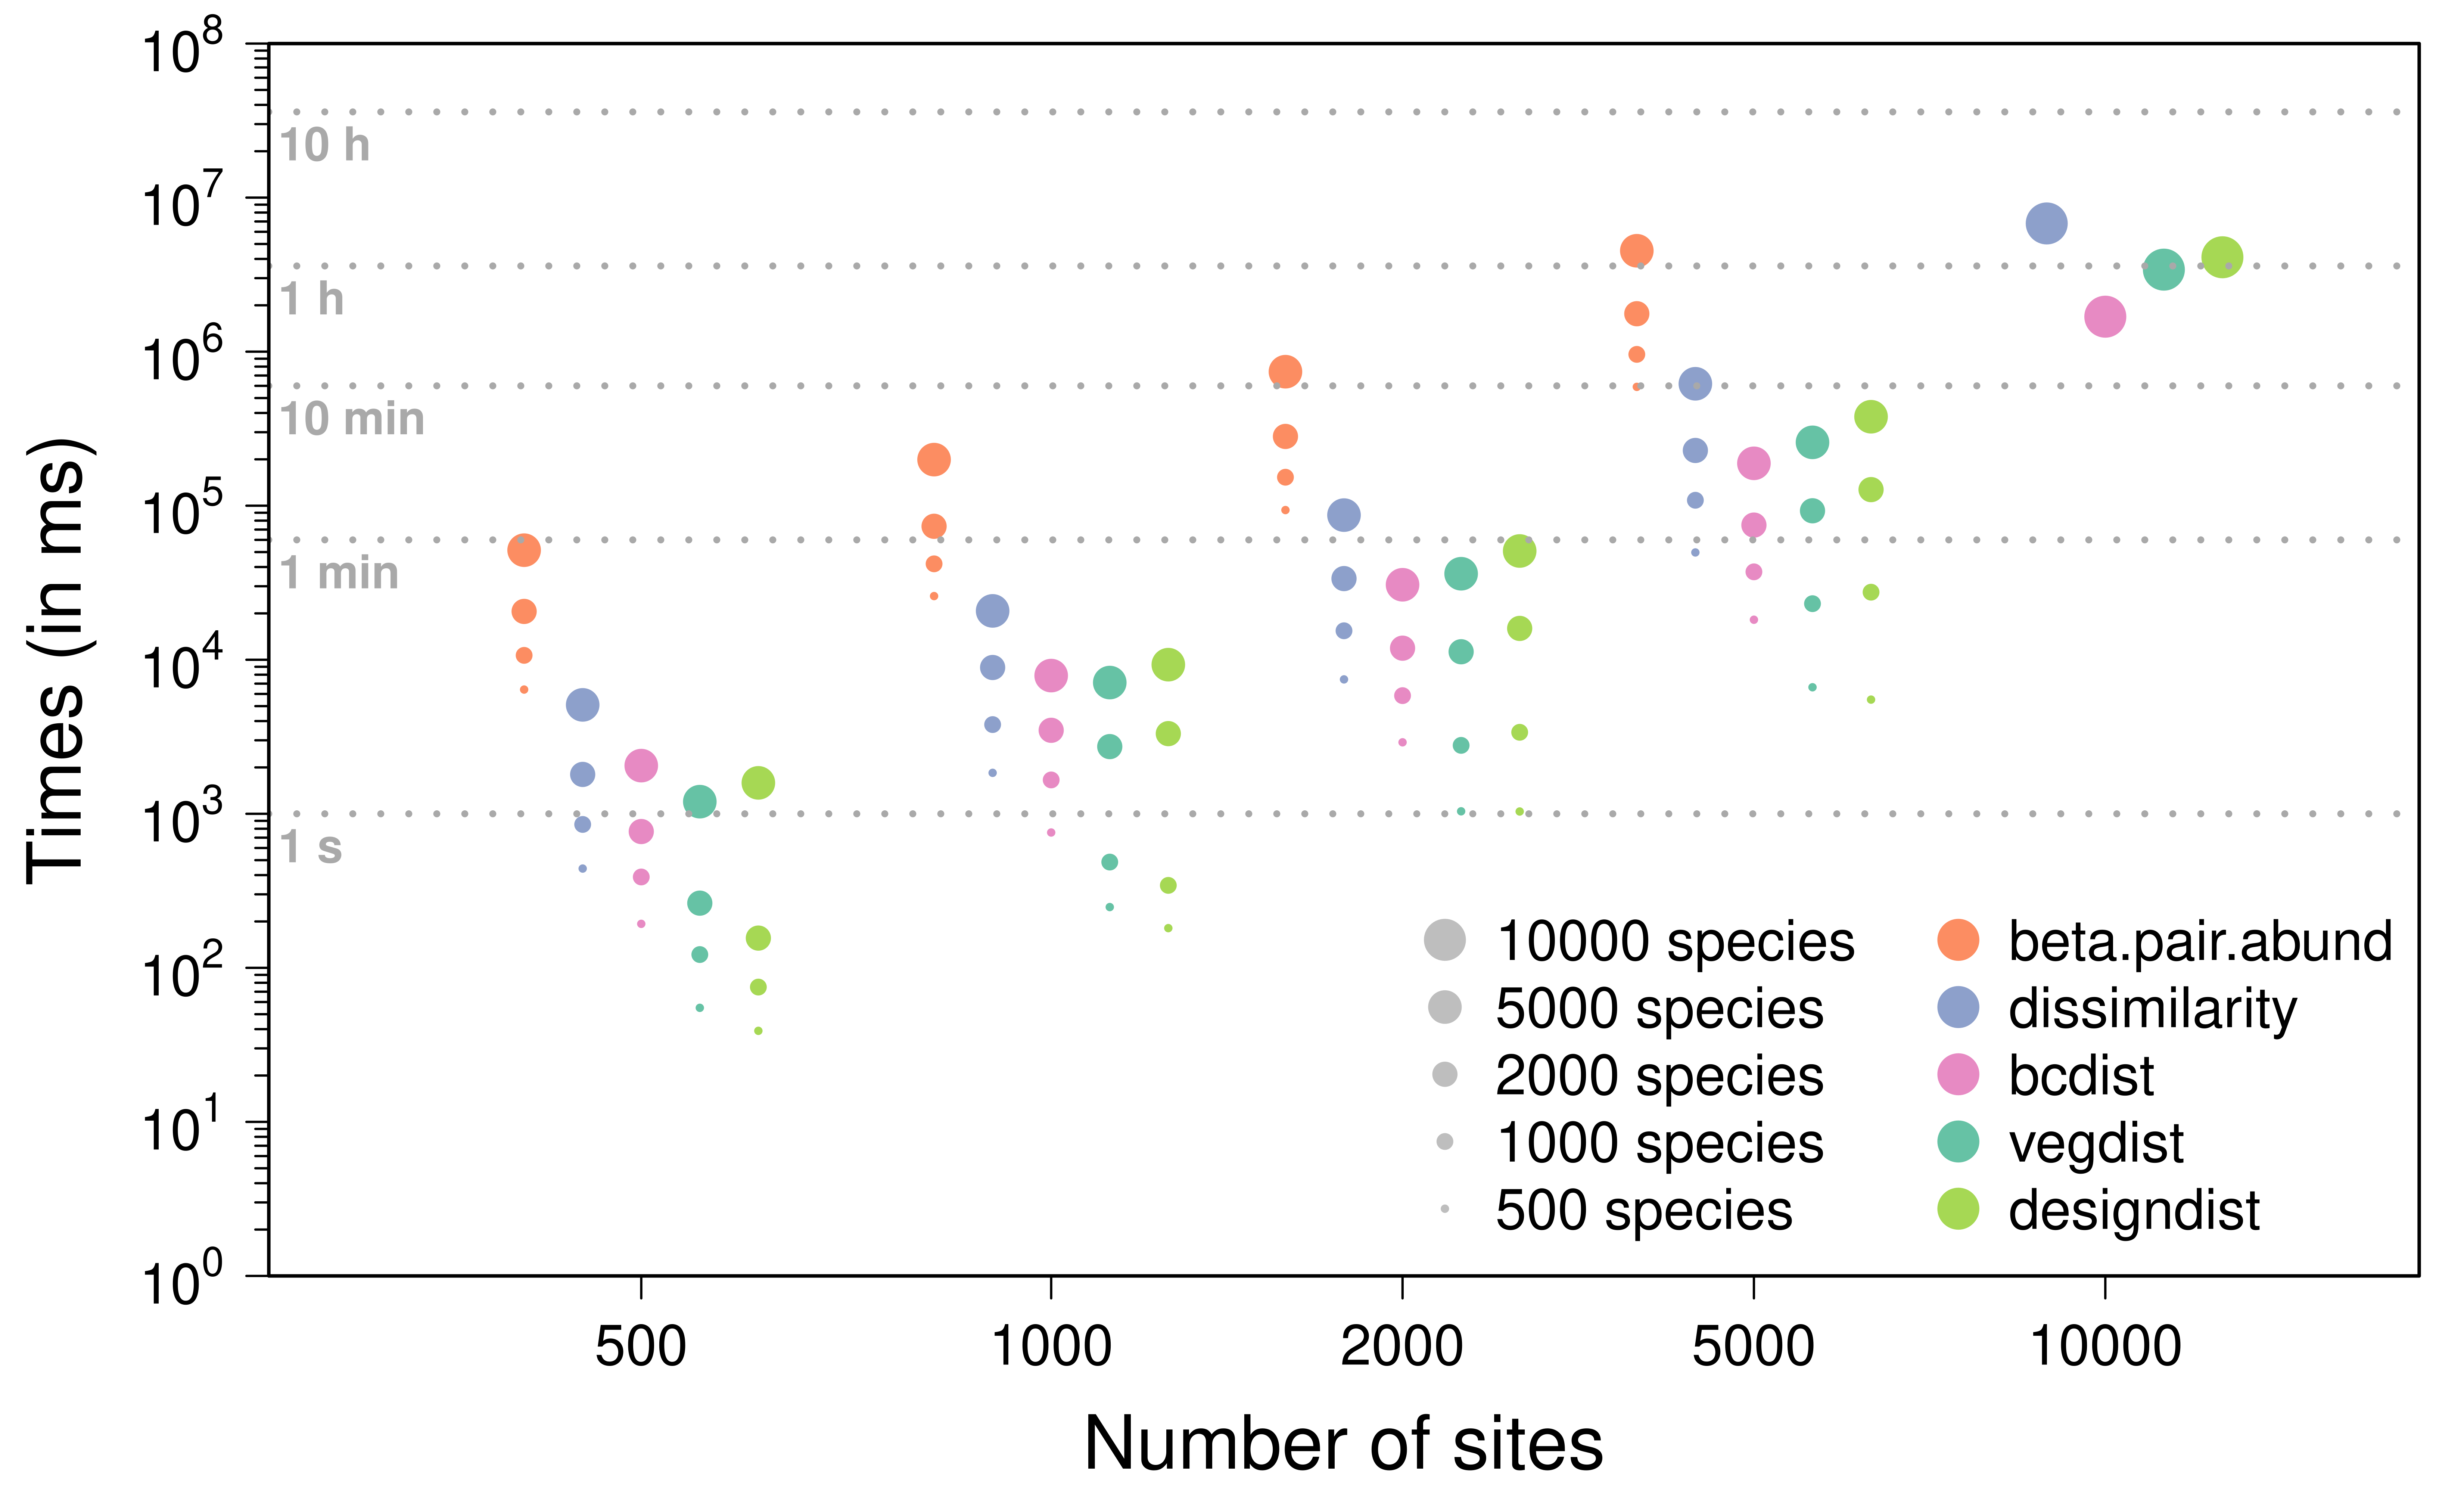 10^8
10 h
10^7
1 h
10^6
10 min
10^5
1 min
10^4
10^3
1 s
10^2
10^1
10^0
Times (in ms)
10000 species
5000 species
2000 species
1000 species
500 species
beta.pair.abund
dissimilarity
bcdist
vegdist
designdist
500 1000 2000 5000 10000
Number of sites